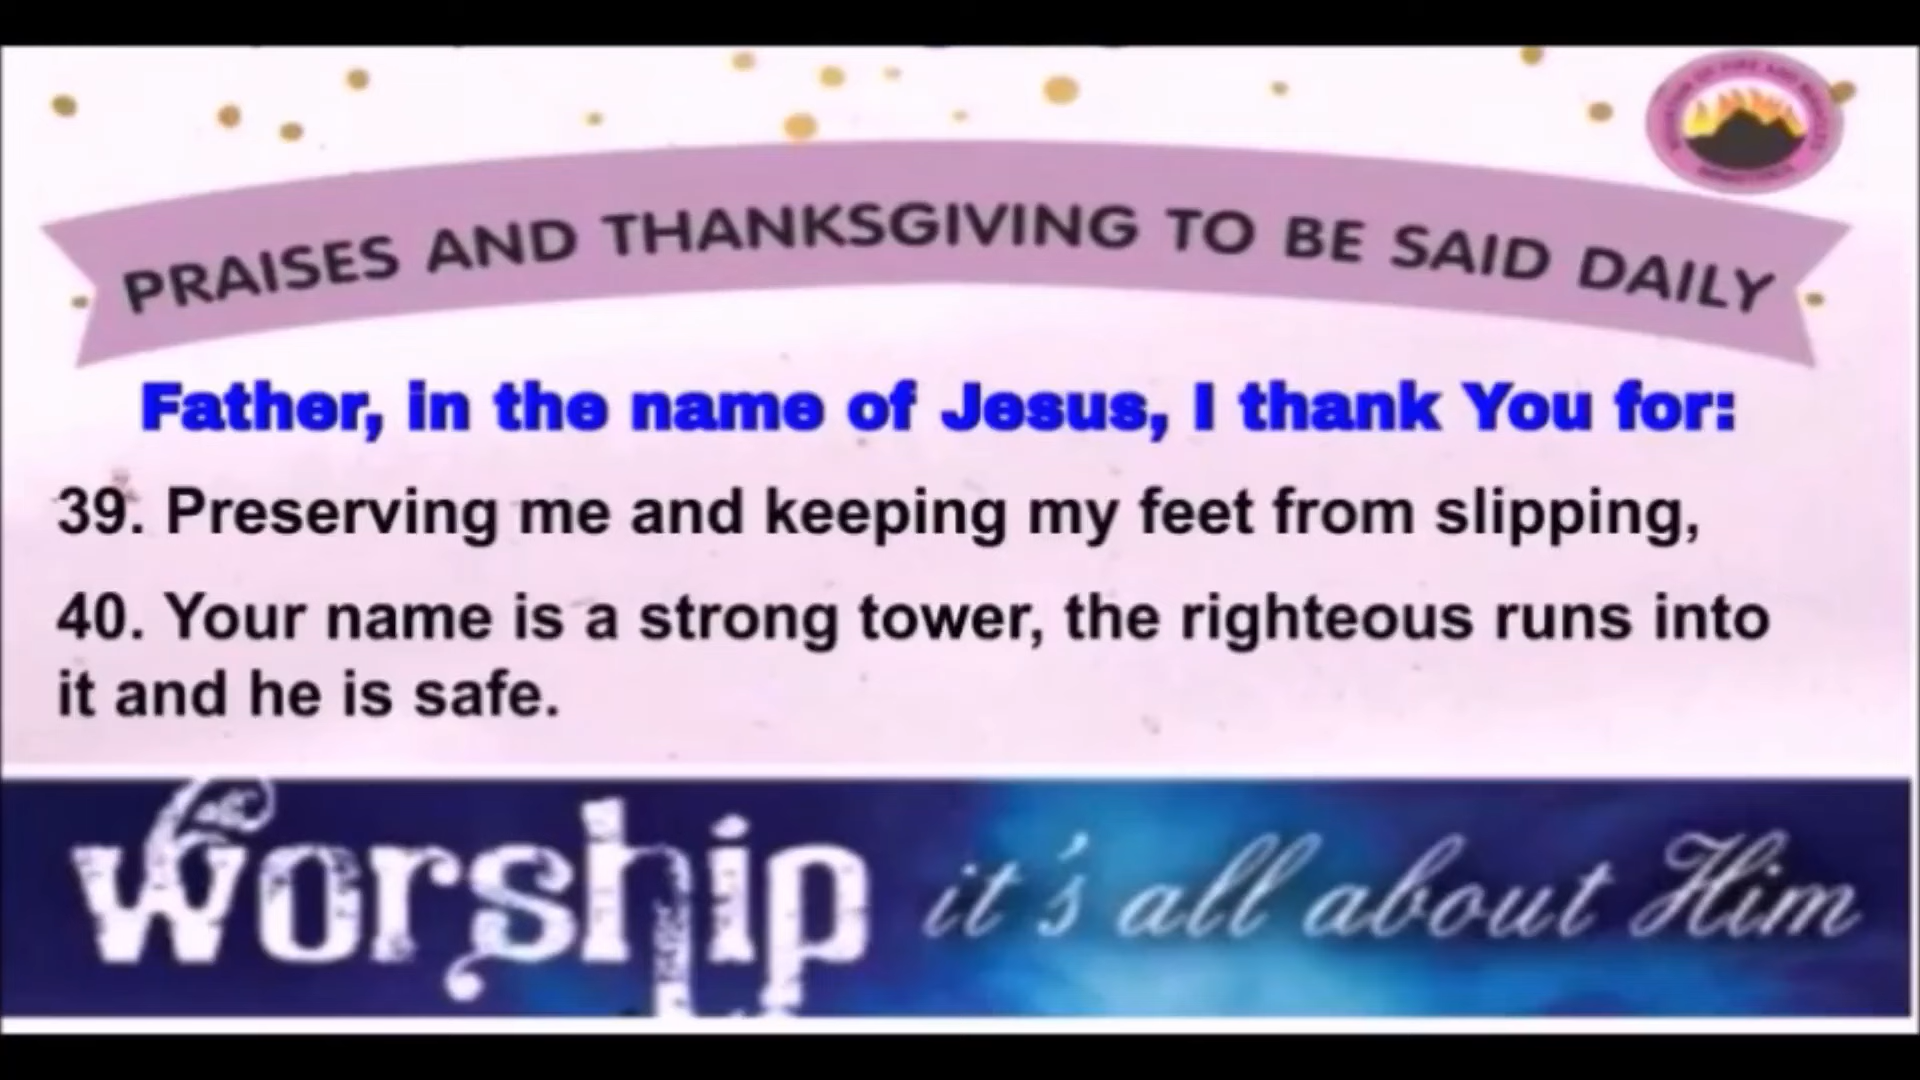 PRAISES AND THANKSGIVING TO BE SAID DAILY
Father, in the name of Jesus, I thank You for:
39. Preserving me and keeping my feet from slipping,
40. Your name is a strong tower, the righteous runs into
it and he is safe.
worship it's all about Him